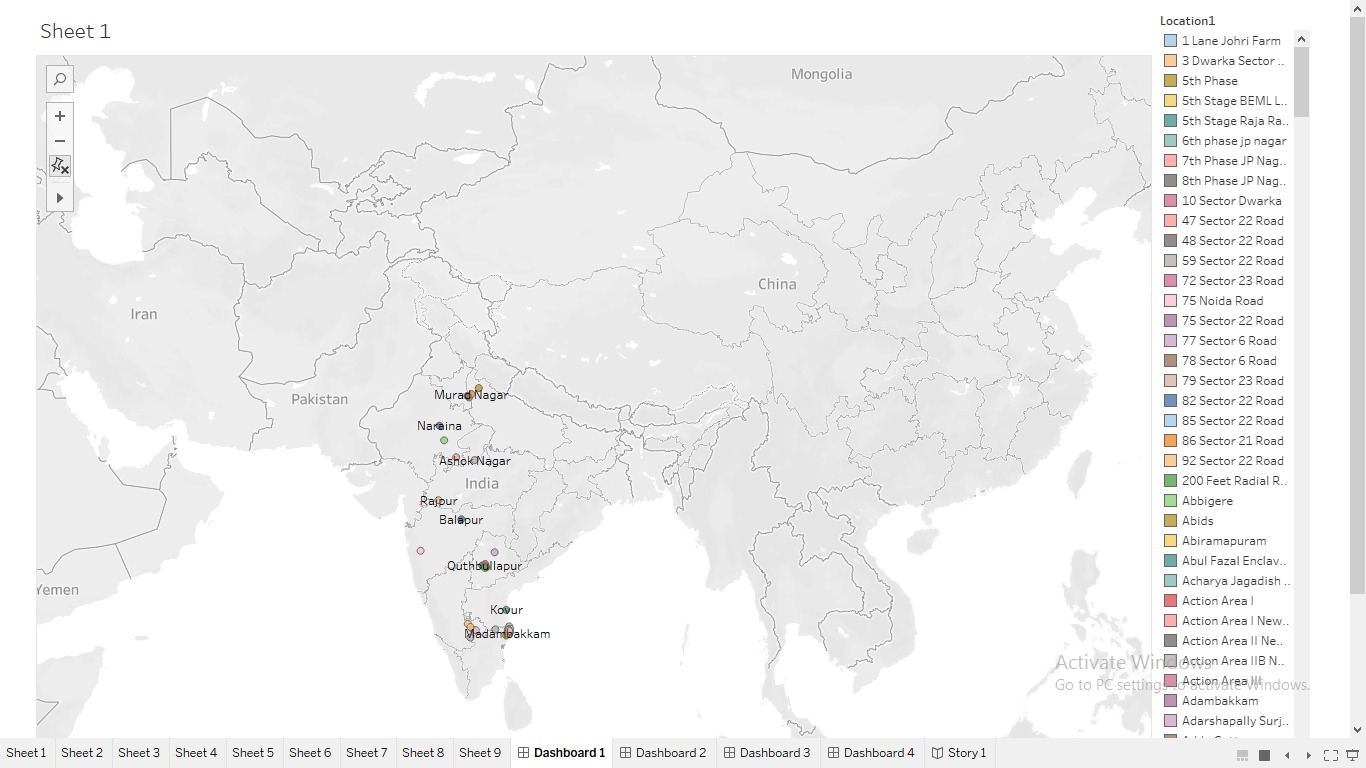 Sheet 1
Mongolia
China
Iran
Pakistan
Murad Nagar
Naraina
Ashok Nagar
India
Rajpur
Balapur
Quthbullapur
Yemen
Kovur
Madambakkam
Location1
1 Lane Johri Farm
3 Dwarka Sector ..
5th Phase
5th Stage BEML L..
5th Stage Raja Ra..
6th phase jp nagar
7th Phase JP Nag..
8th Phase JP Nag..
10 Sector Dwarka
47 Sector 22 Road
48 Sector 22 Road
59 Sector 22 Road
72 Sector 23 Road
75 Noida Road
75 Sector 22 Road
77 Sector 6 Road
78 Sector 6 Road
79 Sector 23 Road
82 Sector 22 Road
85 Sector 22 Road
86 Sector 21 Road
92 Sector 22 Road
200 Feet Radial R..
Abbigere
Abids
Abiramapuram
Abul Fazal Enclav..
Acharya Jagadish ..
Action Area I
Action Area I New..
Action Area II Ne..
Action Area IIB N..
Action Area III
Adambakkam
Adarshapally Surj..
Activate Windows
Go to PC settings to activate Windows.
Sheet 1 Sheet 2 Sheet 3 Sheet 4 Sheet 5 Sheet 6 Sheet 7 Sheet 8 Sheet 9 Dashboard 1 Dashboard 2 Dashboard 3 Dashboard 4 Story 1